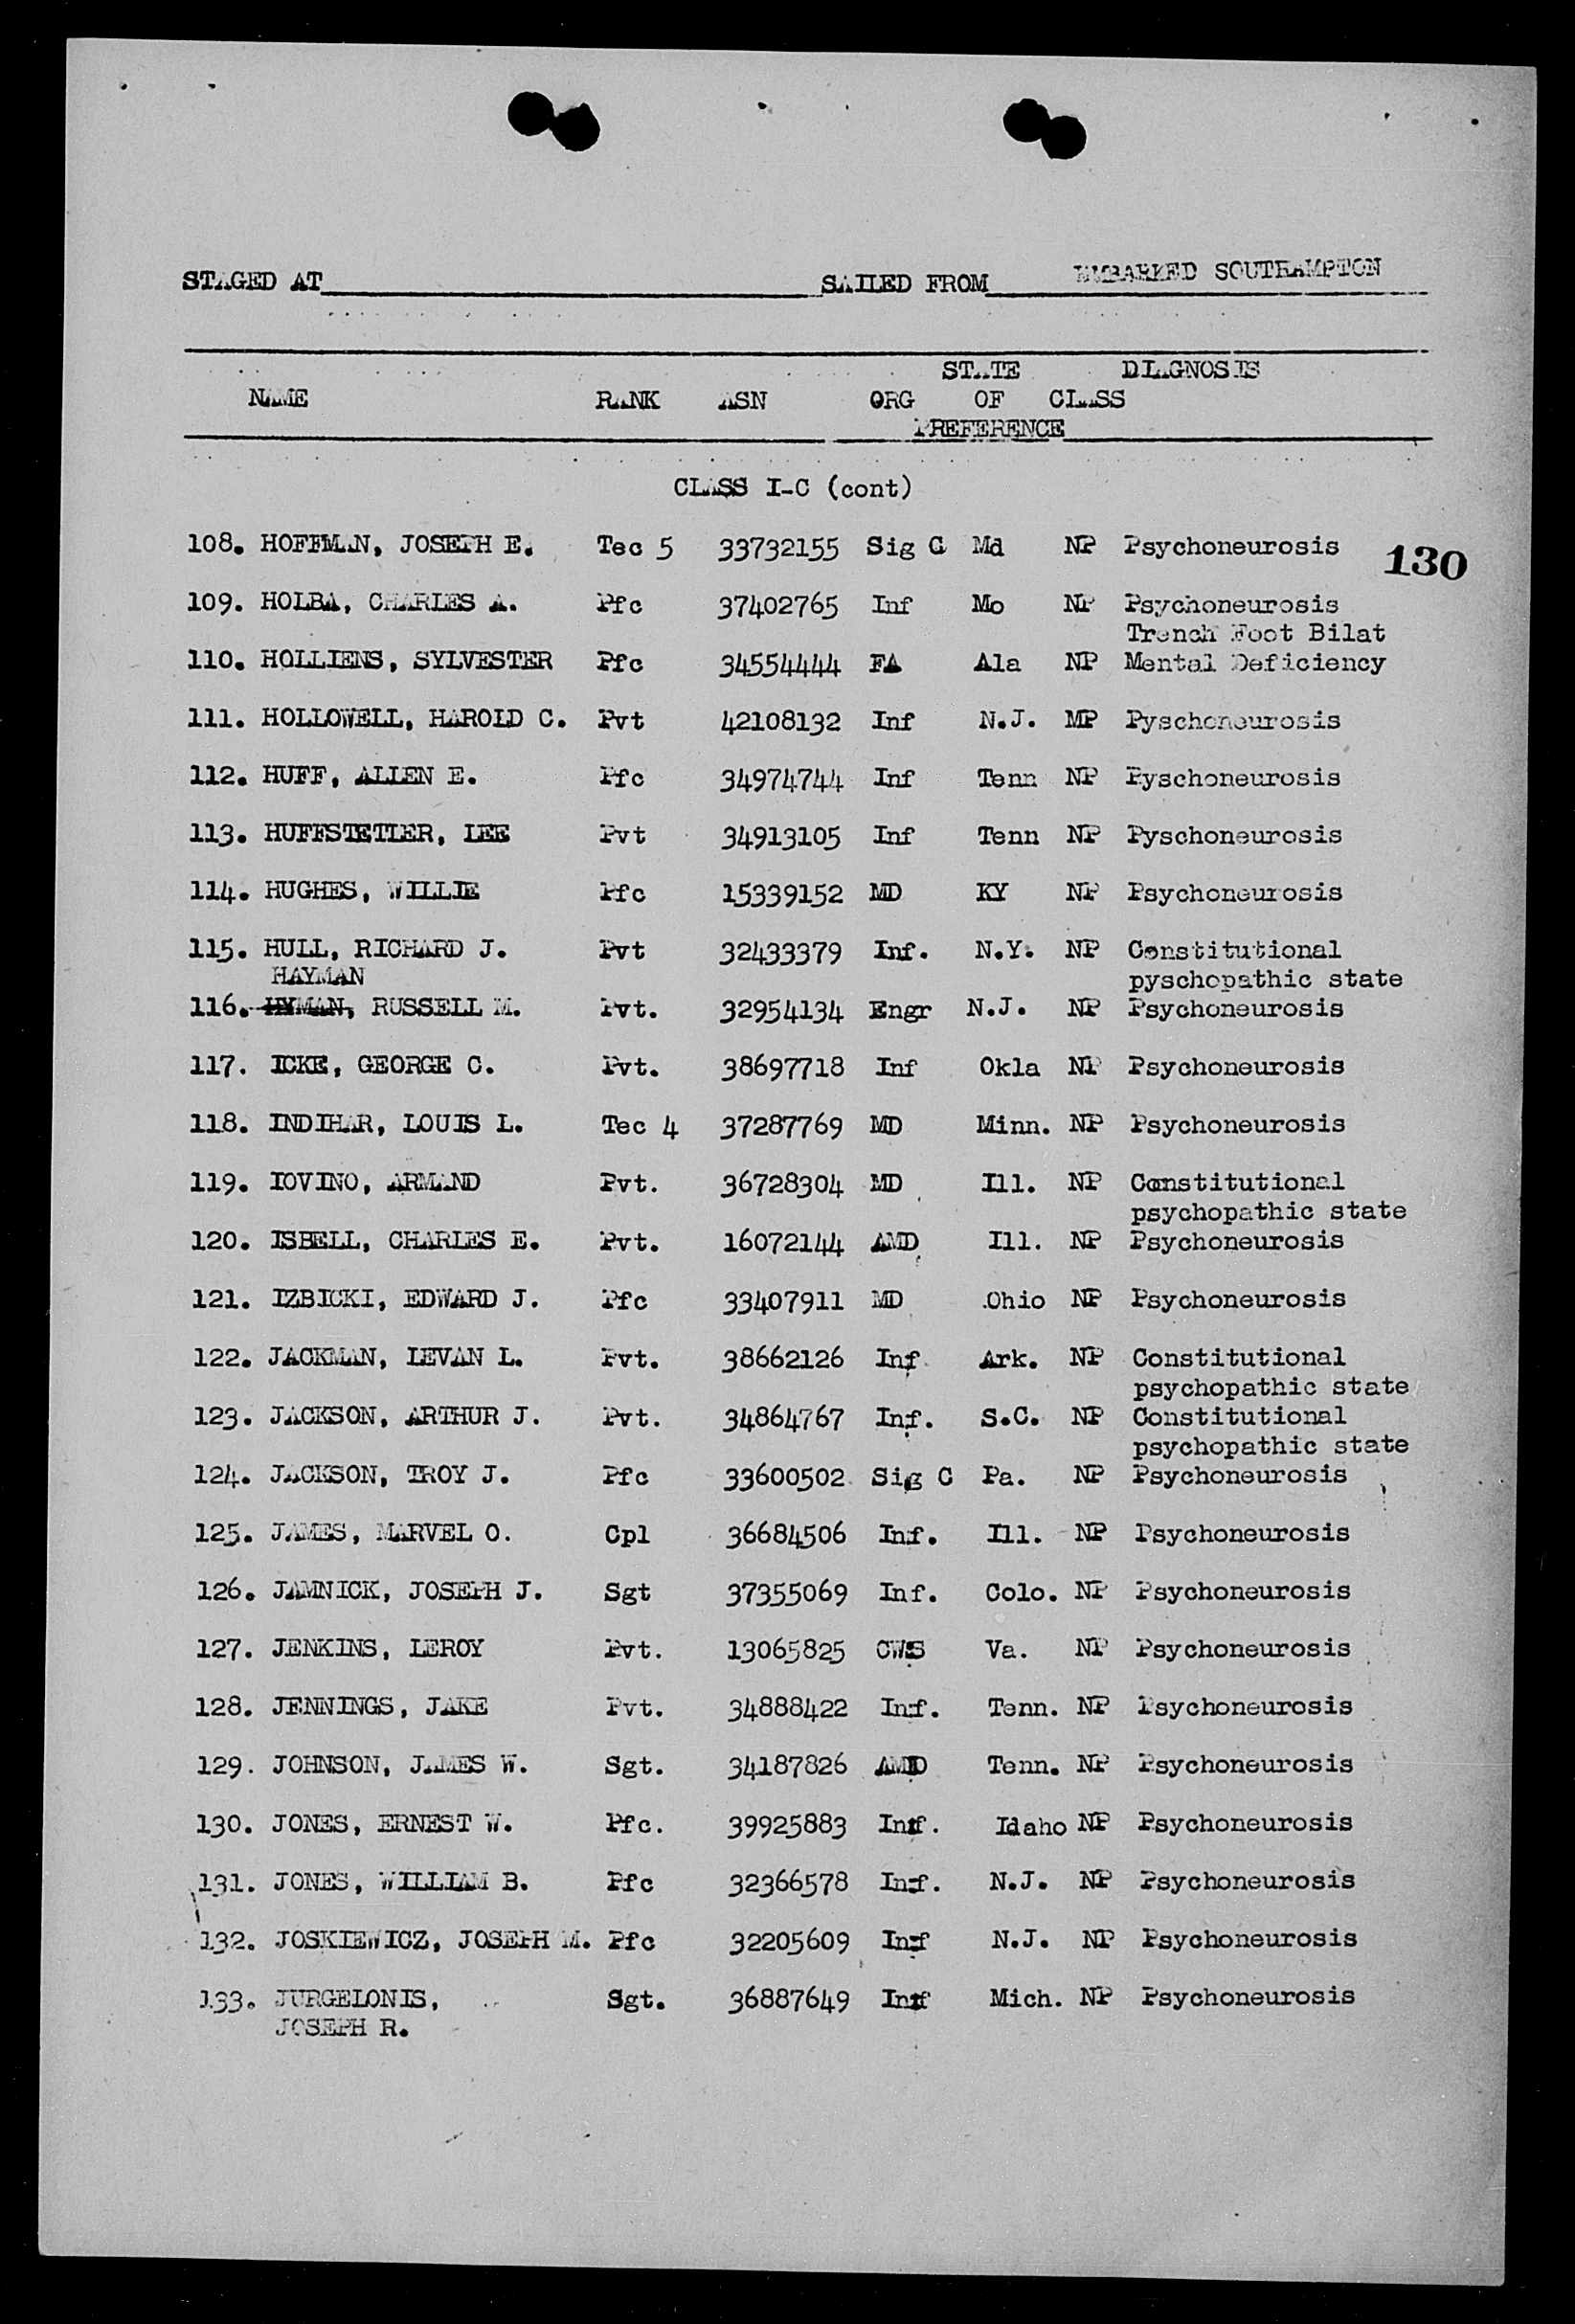 STAGED AT SAILED FROM EMBARKED SOUTHAMPTON
STATE DIAGNOSIS
NAME RANK ASN ORG OF CLASS
PREFERENCE
CLASS I-C (cont)
108. HOFFMAN, JOSEPH E. Tec 5 33732155 Sig C Md NP Psychoneurosis
130
109. HOLBA, CHARLES A. Pfc 37402765 Inf Mo NP Psychoneurosis
Trench Foot Bilat
110. HOLLIENS, SYLVESTER Pfc 34554444 FA Ala NP Mental Deficiency
111. HOLLOWELL, HAROLD C. Pvt 42108132 Inf N.J. MP Pyschoneurosis
112. HUFF, ALLEN E. Pfc 34974744 Inf Tenn NP Pyschoneurosis
113. HUFFSTETLER, LEE Pvt 34913105 Inf Tenn NP Pyschoneurosis
114. HUGHES, WILLIE Pfc 15339152 MD KY NP Psychoneurosis
115. HULL, RICHARD J. Pvt 32433379 Inf. N.Y. NP Constitutional
HAYMAN pyschopathic state
116. HYMAN, RUSSELL M. Pvt. 32954134 Engr N.J. NP Psychoneurosis
117. ICKE, GEORGE C. Pvt. 38697718 Inf Okla NP Psychoneurosis
118. INDIHAR, LOUIS L. Tec 4 37287769 MD Minn. NP Psychoneurosis
119. IOVINO, ARMAND Pvt. 36728304 MD Ill. NP Constitutional
psychopathic state
120. ISBELL, CHARLES E. Pvt. 16072144 AMD Ill. NP Psychoneurosis
121. IZBICKI, EDWARD J. Pfc 33407911 MD Ohio NP Psychoneurosis
122. JACKMAN, LEVAN L. Pvt. 38662126 Inf Ark. NP Constitutional
psychopathic state
123. JACKSON, ARTHUR J. Pvt. 34864767 Inf. S.C. NP Constitutional
psychopathic state
124. JACKSON, TROY J. Pfc 33600502 Sig C Pa. NP Psychoneurosis
125. JAMES, MARVEL O. Cpl 36684506 Inf. Ill. NP Psychoneurosis
126. JAMNICK, JOSEPH J. Sgt 37355069 Inf. Colo. NP Psychoneurosis
127. JENKINS, LEROY Pvt. 13065825 CWS Va. NP Psychoneurosis
128. JENNINGS, JAKE Pvt. 34888422 Inf. Tenn. NP Psychoneurosis
129. JOHNSON, JAMES W. Sgt. 34187826 AMD Tenn. NP Psychoneurosis
130. JONES, ERNEST W. Pfc. 39925883 Inf. Idaho NP Psychoneurosis
131. JONES, WILLIAM B. Pfc 32366578 Inf. N.J. NP Psychoneurosis
132. JOSKIEWICZ, JOSEPH M. Pfc 32205609 Inf N.J. NP Psychoneurosis
133. JURGELONIS, Sgt. 36887649 Inf Mich. NP Psychoneurosis
JOSEPH R.